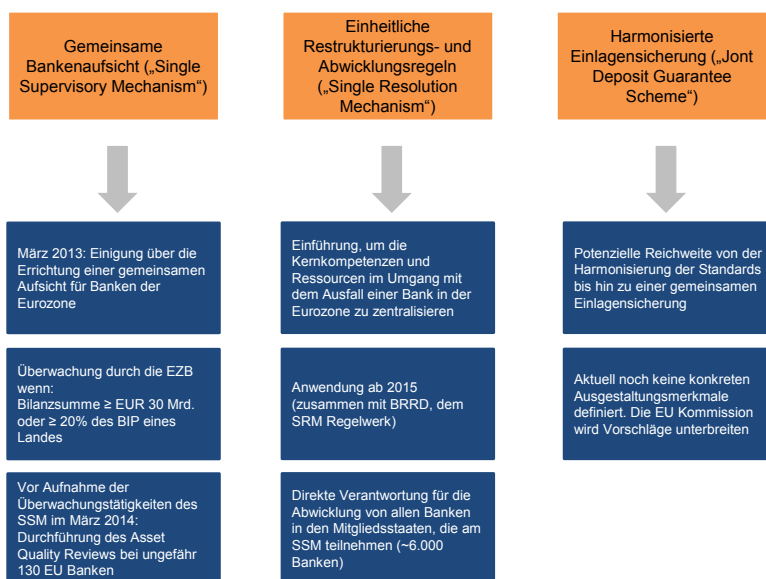 Gemeinsame
Bankenaufsicht („Single
Supervisory Mechanism“)
März 2013: Einigung über die
Errichtung einer gemeinsamen
Aufsicht für Banken der
Eurozone
Überwachung durch die EZB
wenn:
Bilanzsumme ≥ EUR 30 Mrd.
oder ≥ 20% des BIP eines
Landes
Vor Aufnahme der
Überwachungstätigkeiten des
SSM im März 2014:
Durchführung des Asset
Quality Reviews bei ungefähr
130 EU Banken
Einheitliche
Restrukturierungs- und
Abwicklungsregeln
(„Single Resolution
Mechanism“)
Einführung, um die
Kernkompetenzen und
Ressourcen im Umgang mit
dem Ausfall einer Bank in der
Eurozone zu zentralisieren
Anwendung ab 2015
(zusammen mit BRRD, dem
SRM Regelwerk)
Direkte Verantwortung für die
Abwicklung von allen Banken
in den Mitgliedsstaaten, die am
SSM teilnehmen (~6.000
Banken)
Harmonisierte
Einlagensicherung („Jont
Deposit Guarantee
Scheme“)
Potenzielle Reichweite von der
Harmonisierung der Standards
bis hin zu einer gemeinsamen
Einlagensicherung
Aktuell noch keine konkreten
Ausgestaltungsmerkmale
definiert. Die EU Kommission
wird Vorschläge unterbreiten